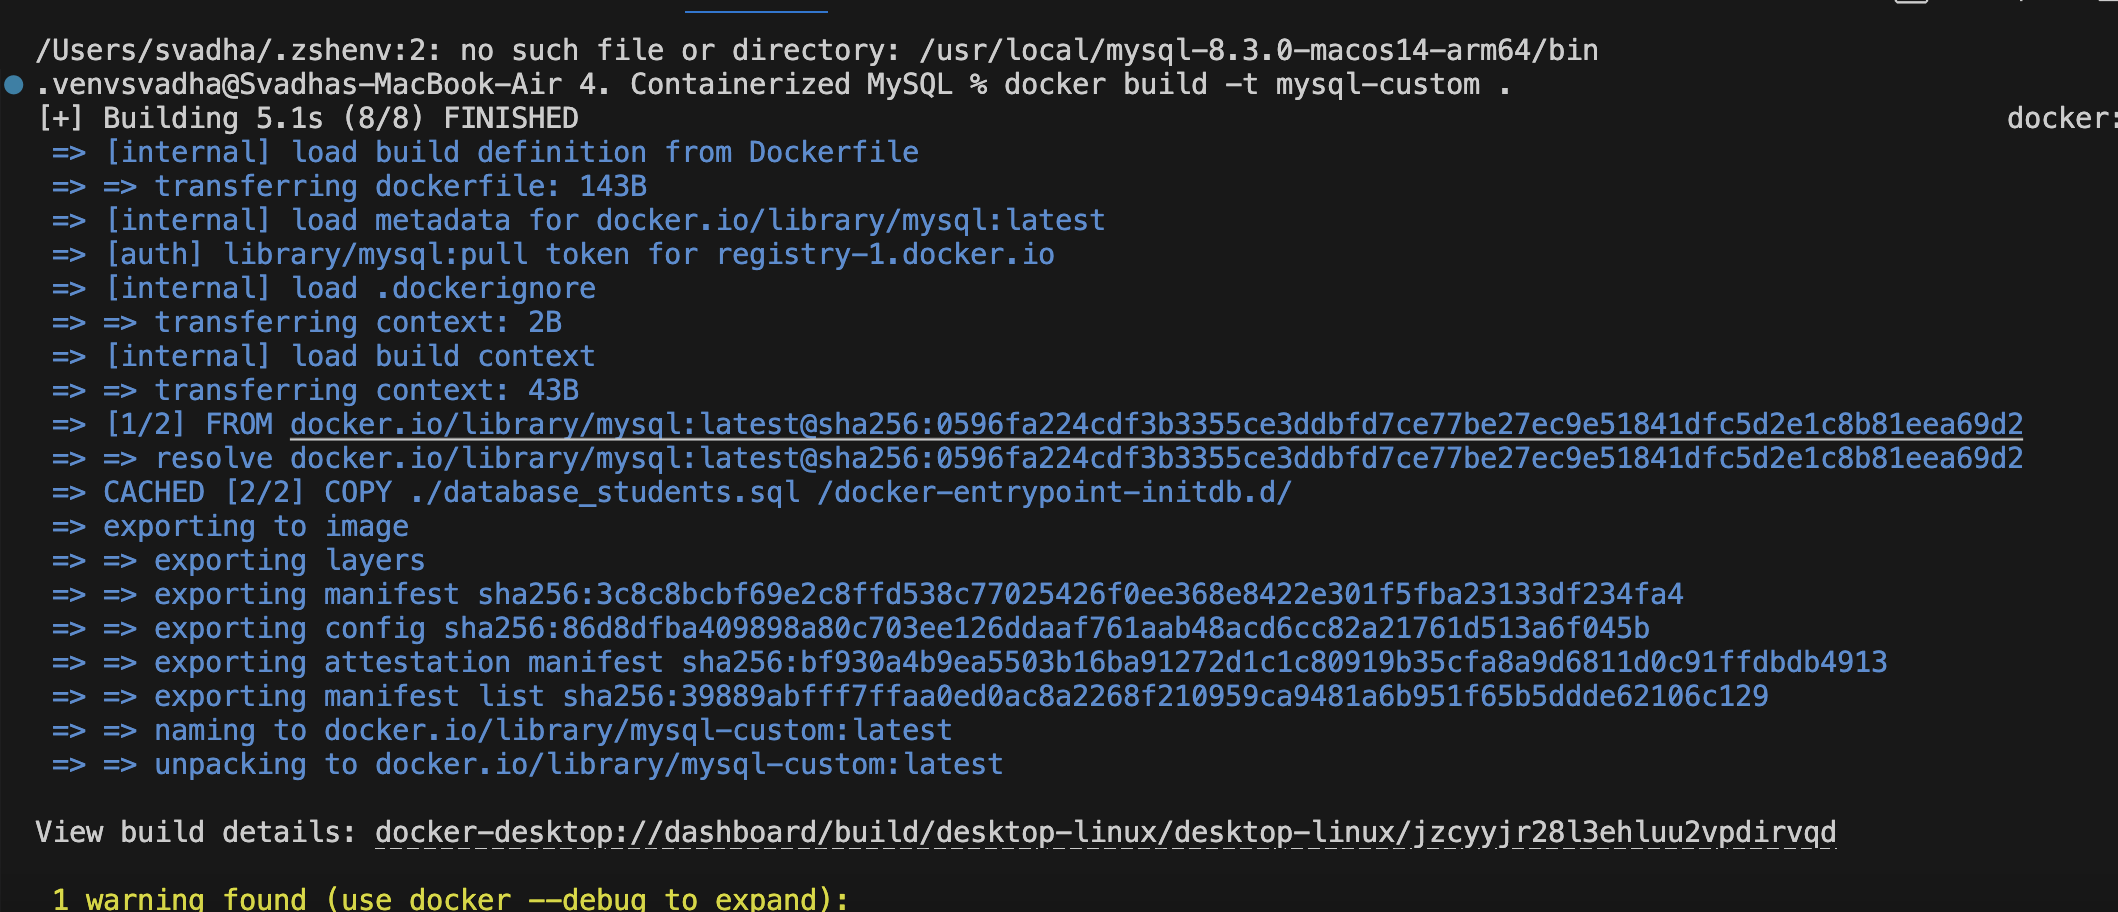 /Users/svadha/.zshenv:2: no such file or directory: /usr/local/mysql-8.3.0-macos14-arm64/bin
.venvsvadha@Svadhas-MacBook-Air 4. Containerized MySQL % docker build -t mysql-custom .
[+] Building 5.1s (8/8) FINISHED docker:
=> [internal] load build definition from Dockerfile
=> => transferring dockerfile: 143B
=> [internal] load metadata for docker.io/library/mysql:latest
=> [auth] library/mysql:pull token for registry-1.docker.io
=> [internal] load .dockerignore
=> => transferring context: 2B
=> [internal] load build context
=> => transferring context: 43B
=> [1/2] FROM docker.io/library/mysql:latest@sha256:0596fa224cdf3b3355ce3ddbfd7ce77be27ec9e51841dfc5d2e1c8b81eea69d2
=> => resolve docker.io/library/mysql:latest@sha256:0596fa224cdf3b3355ce3ddbfd7ce77be27ec9e51841dfc5d2e1c8b81eea69d2
=> CACHED [2/2] COPY ./database_students.sql /docker-entrypoint-initdb.d/
=> exporting to image
=> => exporting layers
=> => exporting manifest sha256:3c8c8bcbf69e2c8ffd538c77025426f0ee368e8422e301f5fba23133df234fa4
=> => exporting config sha256:86d8dfba409898a80c703ee126ddaaf761aab48acd6cc82a21761d513a6f045b
=> => exporting attestation manifest sha256:bf930a4b9ea5503b16ba91272d1c1c80919b35cfa8a9d6811d0c91ffdbdb4913
=> => exporting manifest list sha256:39889abfff7ffaa0ed0ac8a2268f210959ca9481a6b951f65b5ddde62106c129
=> => naming to docker.io/library/mysql-custom:latest
=> => unpacking to docker.io/library/mysql-custom:latest
View build details: docker-desktop://dashboard/build/desktop-linux/desktop-linux/jzcyyjr28l3ehluu2vpdirvqd
1 warning found (use docker --debug to expand):